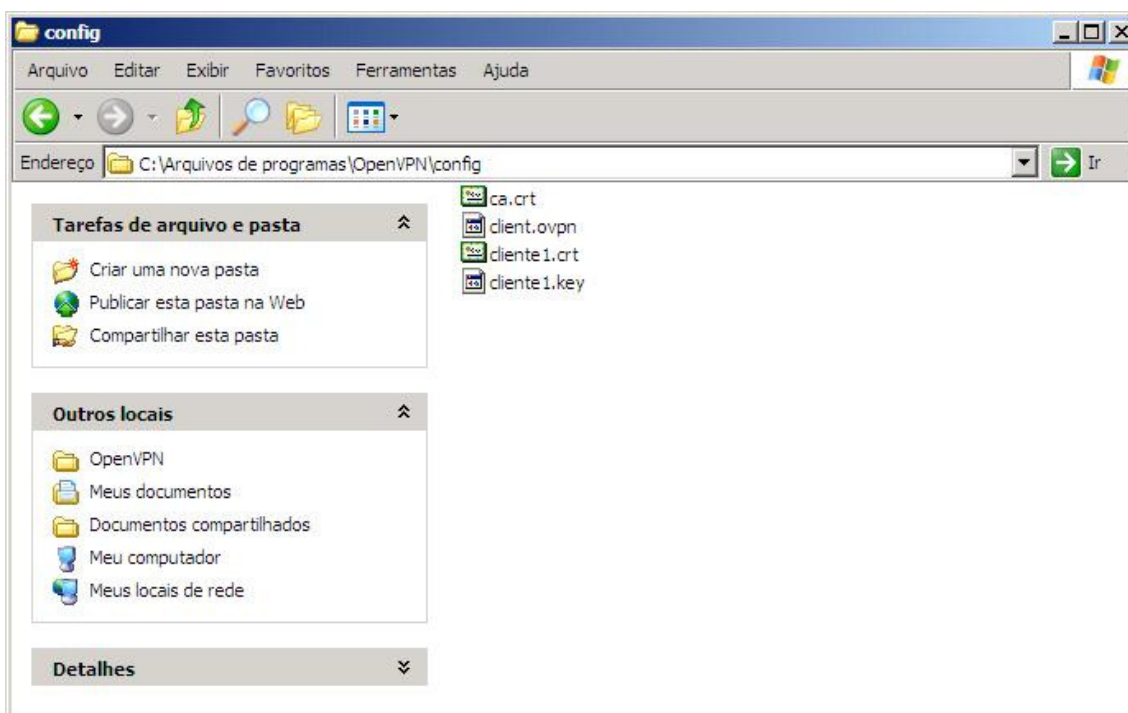 config
Arquivo Editar Exibir Favoritos Ferramentas Ajuda
Endereço C:\Arquivos de programas\OpenVPN\config Ir
Tarefas de arquivo e pasta
Criar uma nova pasta
Publicar esta pasta na Web
Compartilhar esta pasta
Outros locais
OpenVPN
Meus documentos
Documentos compartilhados
Meu computador
Meus locais de rede
Detalhes
ca.crt
client.ovpn
cliente1.crt
cliente1.key